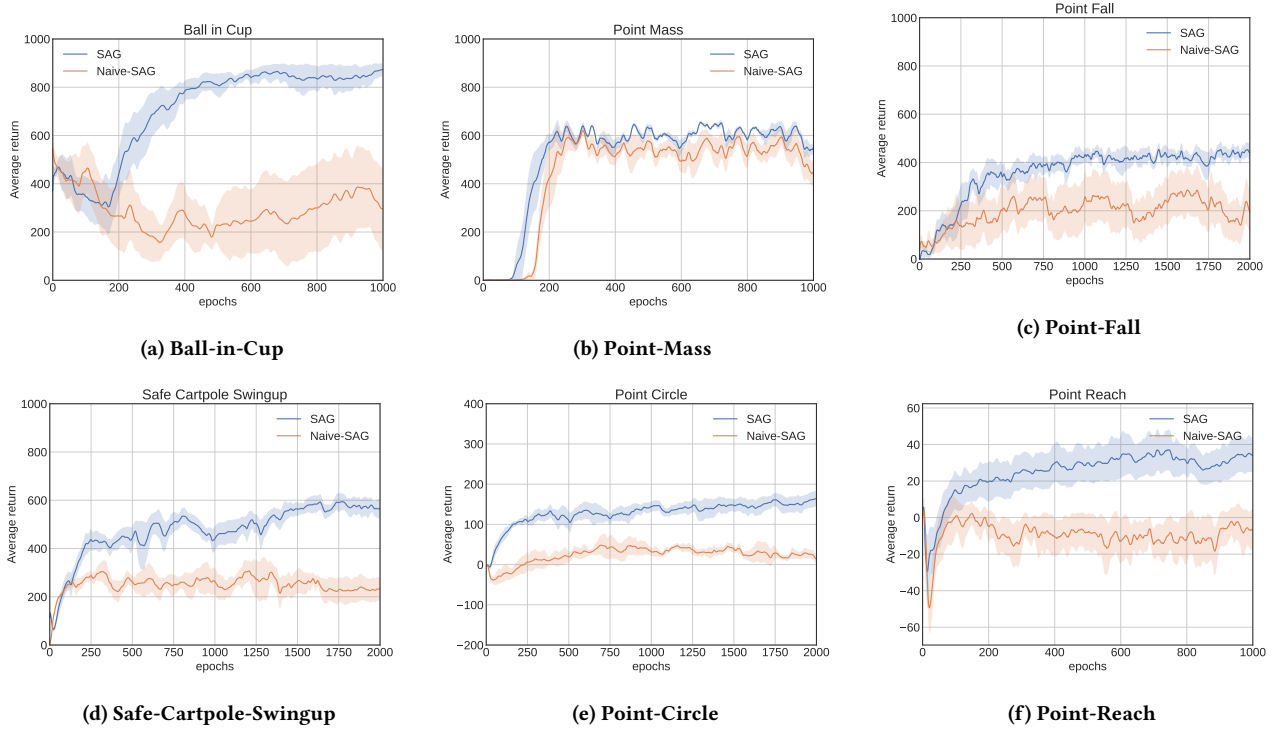 Ball in Cup
1000
800
600
400
200
0
Average return
SAG
Naive-SAG
0 200 400 600 800 1000
epochs
(a) Ball-in-Cup
Point Mass
1000
800
600
400
200
0
Average return
SAG
Naive-SAG
0 200 400 600 800 1000
epochs
(b) Point-Mass
Point Fall
1000
800
600
400
200
0
Average return
SAG
Naive-SAG
0 250 500 750 1000 1250 1500 1750 2000
epochs
(c) Point-Fall
Safe Cartpole Swingup
1000
800
600
400
200
0
Average return
SAG
Naive-SAG
0 250 500 750 1000 1250 1500 1750 2000
epochs
(d) Safe-Cartpole-Swingup
Point Circle
400
300
200
100
0
−100
−200
Average return
SAG
Naive-SAG
0 250 500 750 1000 1250 1500 1750 2000
epochs
(e) Point-Circle
Point Reach
60
40
20
0
−20
−40
−60
Average return
SAG
Naive-SAG
0 200 400 600 800 1000
epochs
(f) Point-Reach